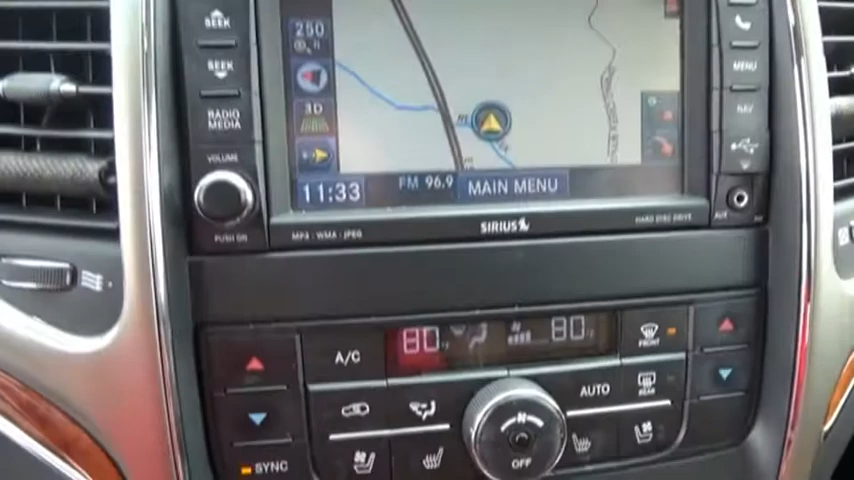 SEEK
SEEK
RADIO
MEDIA
VOLUME
PUSH ON
250
3D
11:33
FM 96.9
MAIN MENU
MP3 · WMA · JPEG
SIRIUS
HARD DISC DRIVE
MENU
NAV
AUX
80
80
A/C
FRONT
AUTO
REAR
SYNC
OFF